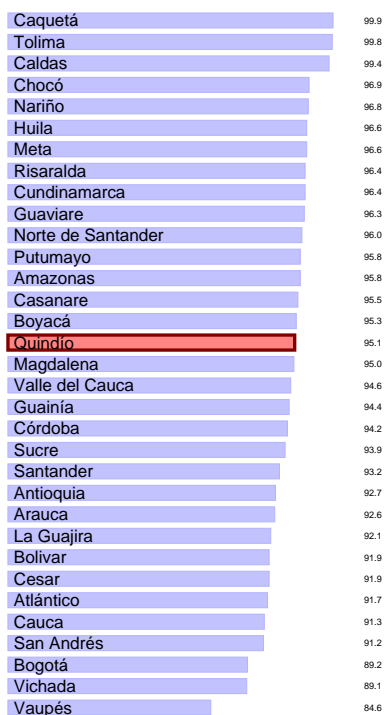 Caquetá 99.9
Tolima 99.8
Caldas 99.4
Chocó 96.9
Nariño 96.8
Huila 96.6
Meta 96.6
Risaralda 96.4
Cundinamarca 96.4
Guaviare 96.3
Norte de Santander 96.0
Putumayo 95.8
Amazonas 95.8
Casanare 95.5
Boyacá 95.3
Quindío 95.1
Magdalena 95.0
Valle del Cauca 94.6
Guainía 94.4
Córdoba 94.2
Sucre 93.9
Santander 93.2
Antioquia 92.7
Arauca 92.6
La Guajira 92.1
Bolivar 91.9
Cesar 91.9
Atlántico 91.7
Cauca 91.3
San Andrés 91.2
Bogotá 89.2
Vichada 89.1
Vaupés 84.6